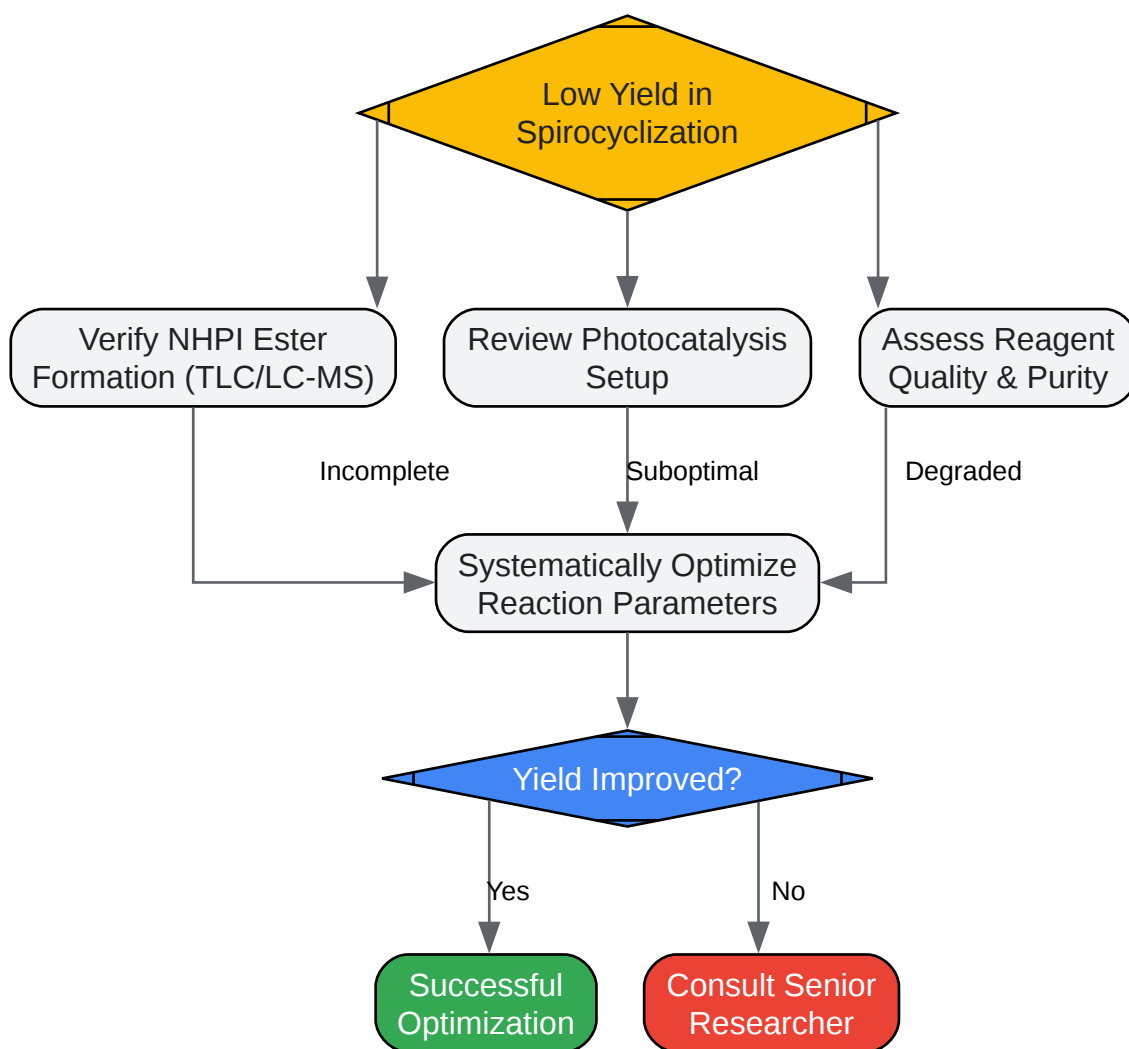 Low Yield in
Spirocyclization
Verify NHPI Ester
Formation (TLC/LC-MS)
Review Photocatalysis
Setup
Assess Reagent
Quality & Purity
Incomplete
Suboptimal
Degraded
Systematically Optimize
Reaction Parameters
Yield Improved?
Yes
No
Successful
Optimization
Consult Senior
Researcher